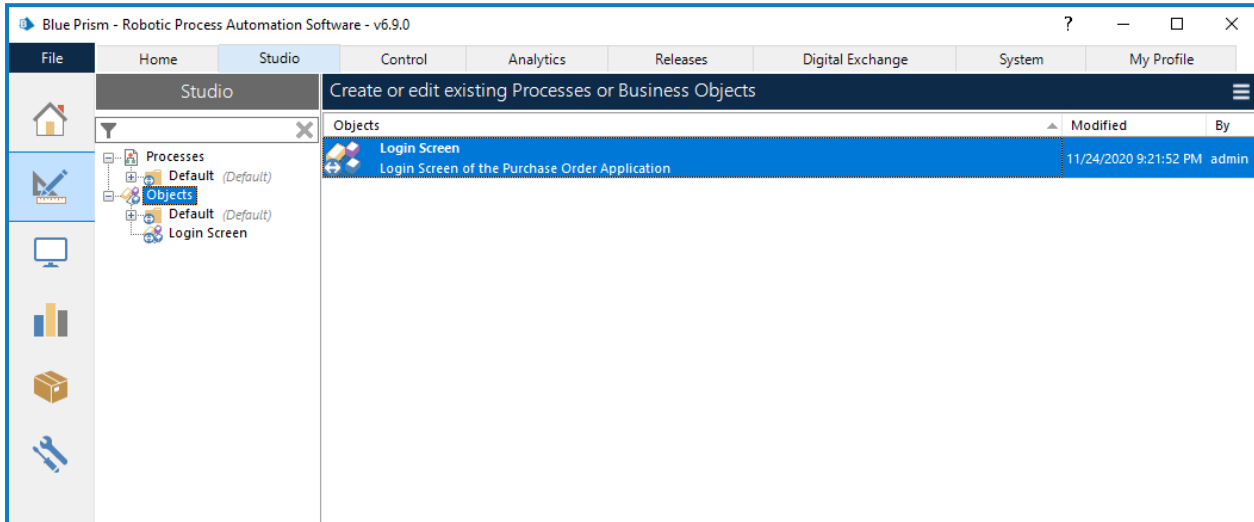 Blue Prism - Robotic Process Automation Software - v6.9.0 ?
File Home Studio Control Analytics Releases Digital Exchange System My Profile
Studio
Create or edit existing Processes or Business Objects
Processes
Default (Default)
Objects
Default (Default)
Login Screen
Objects Modified By
Login Screen
Login Screen of the Purchase Order Application
11/24/2020 9:21:52 PM admin